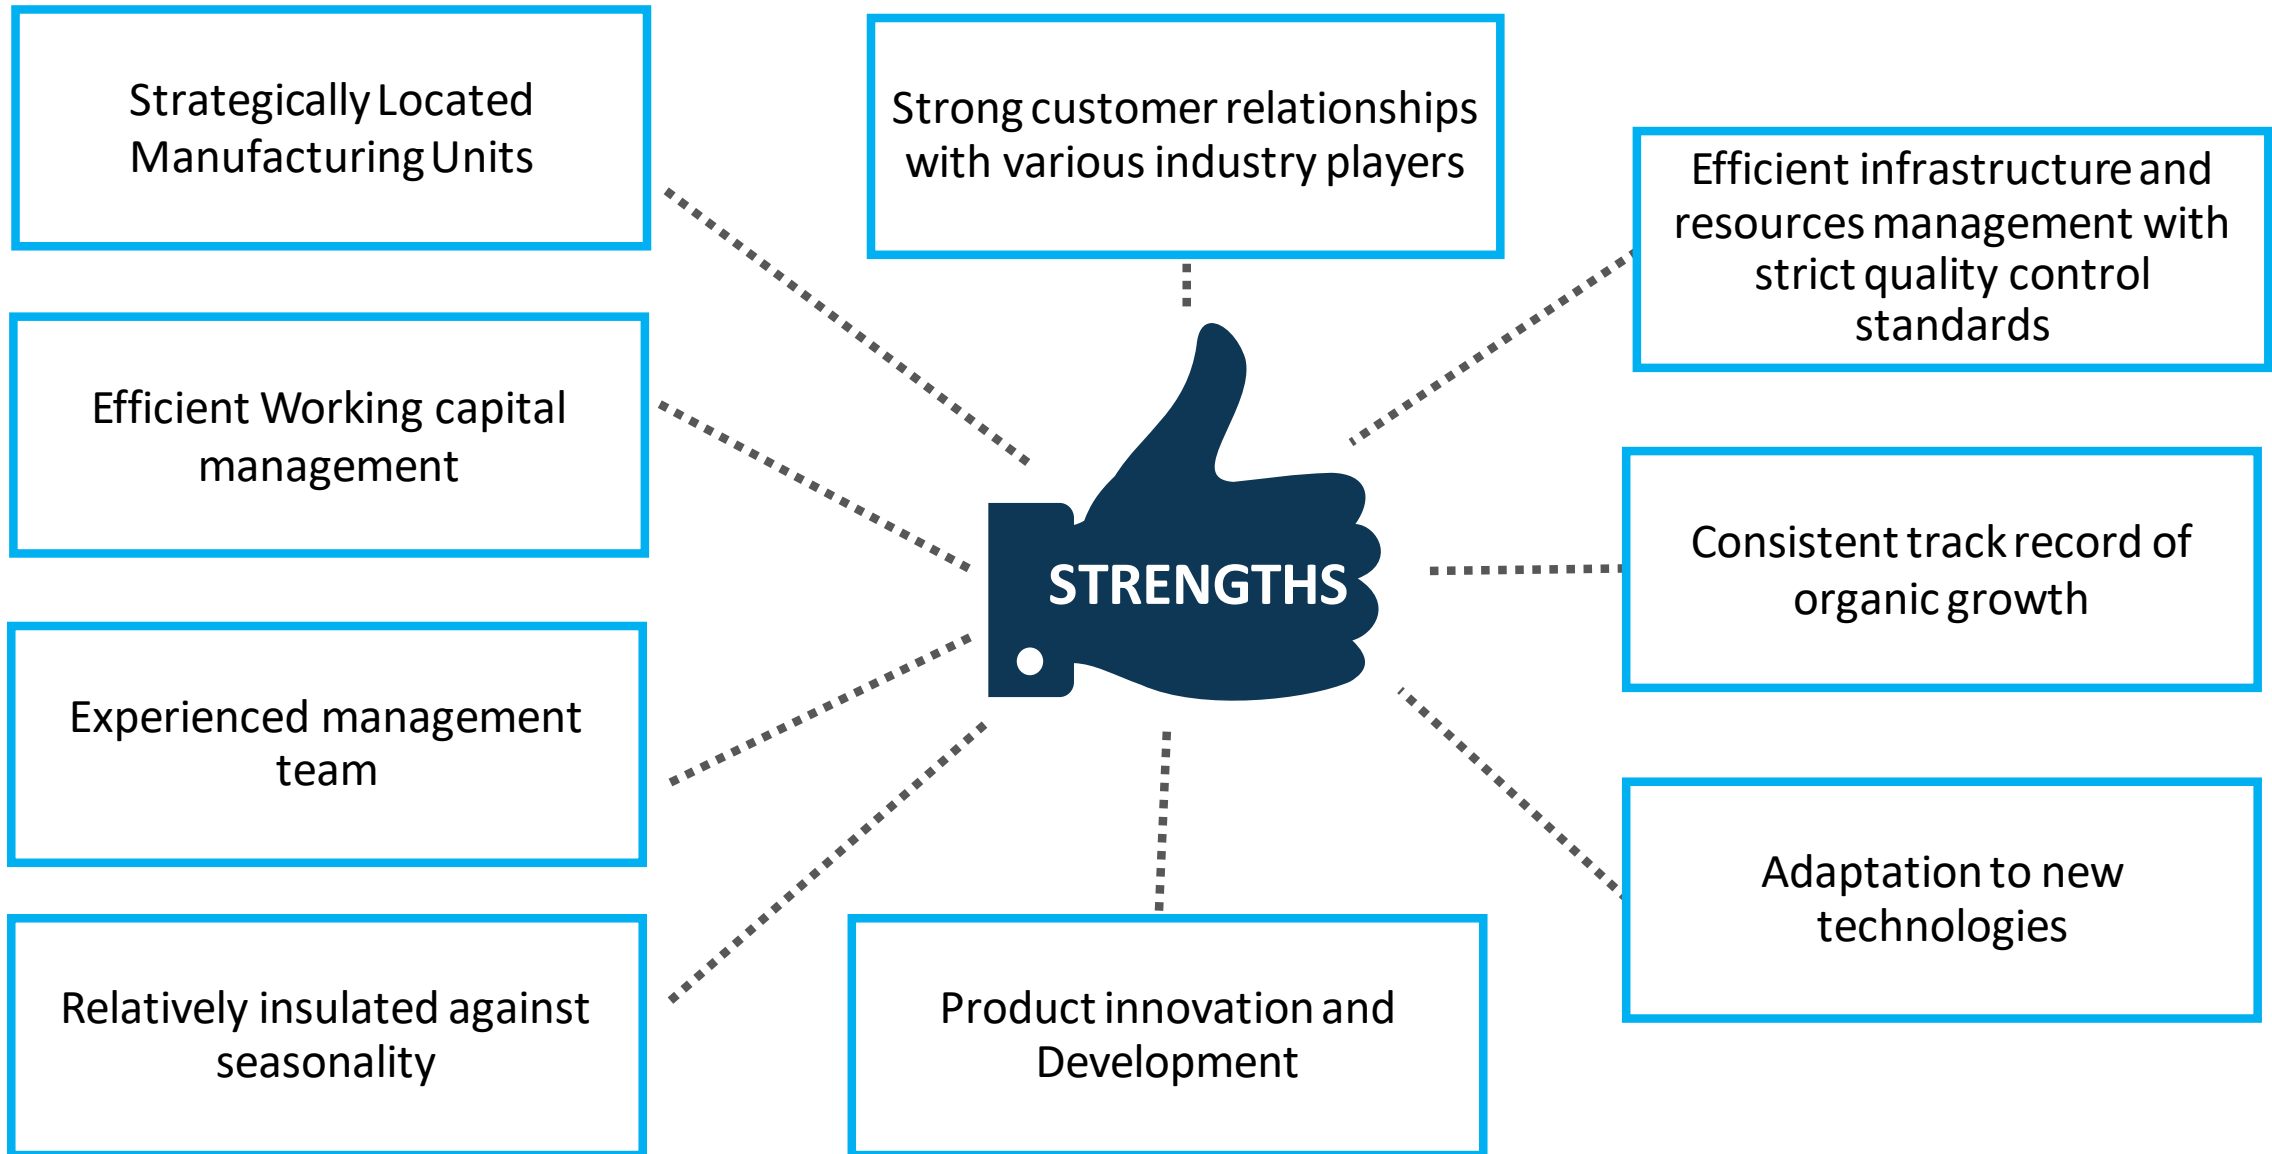 Strategically Located
Manufacturing Units
Strong customer relationships
with various industry players
Efficient infrastructure and
resources management with
strict quality control
standards
Efficient Working capital
management
STRENGTHS
Consistent track record of
organic growth
Experienced management
team
Adaptation to new
technologies
Relatively insulated against
seasonality
Product innovation and
Development